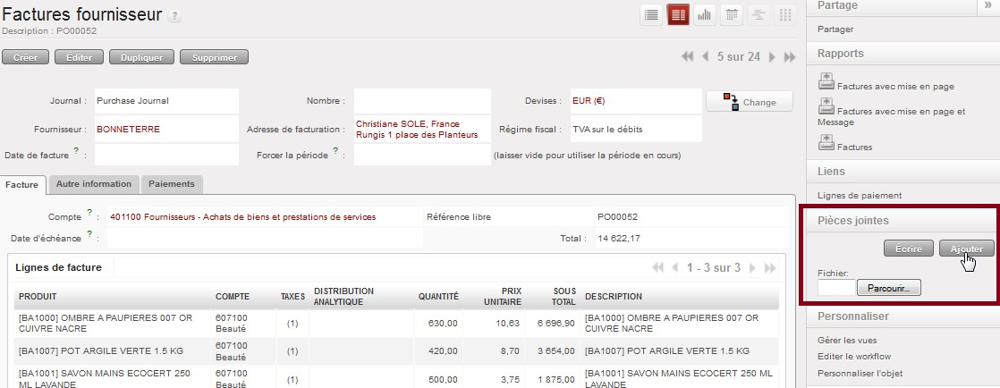 Factures fournisseur ?
Description : PO00052
Créer Éditer Dupliquer Supprimer
5 sur 24
Journal : Purchase Journal Nombre : Devises : EUR (€) Change
Fournisseur : BONNETERRE Adresse de facturation : Christiane SOLE, France
Rungis 1 place des Planteurs Régime fiscal : TVA sur le débits
Date de facture ? : Forcer la période ? : (laisser vide pour utiliser la période en cours)
Facture Autre information Paiements
Compte ? : 401100 Fournisseurs - Achats de biens et prestations de services Référence libre PO00052
Date d'échéance ? : Total : 14 622,17
Lignes de facture 1 - 3 sur 3
PRODUIT COMPTE TAXES DISTRIBUTION ANALYTIQUE QUANTITÉ PRIX UNITAIRE SOUS TOTAL DESCRIPTION
[BA1000] OMBRE A PAUPIERES 007 OR CUIVRE NACRE 607100 Beauté (1) 630,00 10,63 6 696,90 [BA1000] OMBRE A PAUPIERES 007 OR CUIVRE NACRE
[BA1007] POT ARGILE VERTE 1.5 KG 607100 Beauté (1) 420,00 8,70 3 654,00 [BA1007] POT ARGILE VERTE 1.5 KG
[BA1001] SAVON MAINS ECOCERT 250 ML LAVANDE 607100 Beauté (1) 500,00 3,75 1 875,00 [BA1001] SAVON MAINS ECOCERT 250 ML LAVANDE
Partage »
Partager
Rapports
Factures avec mise en page
Factures avec mise en page et
Message
Factures
Liens
Lignes de paiement
Pièces jointes
Écrire Ajouter
Fichier:
Parcourir...
Personnaliser
Gérer les vues
Editer le workflow
Personnaliser l'objet